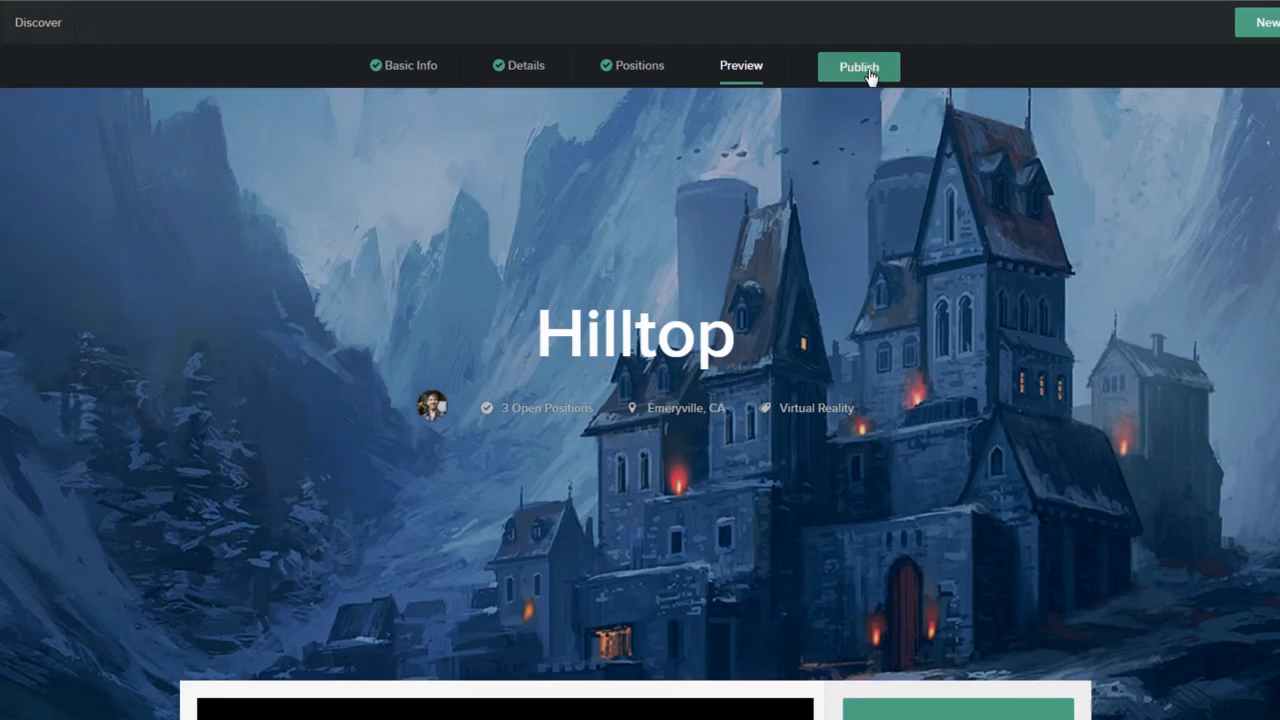 Discover
New
Basic Info
Details
Positions
Preview
Publish
Hilltop
3 Open Positions
Emeryville, CA
Virtual Reality